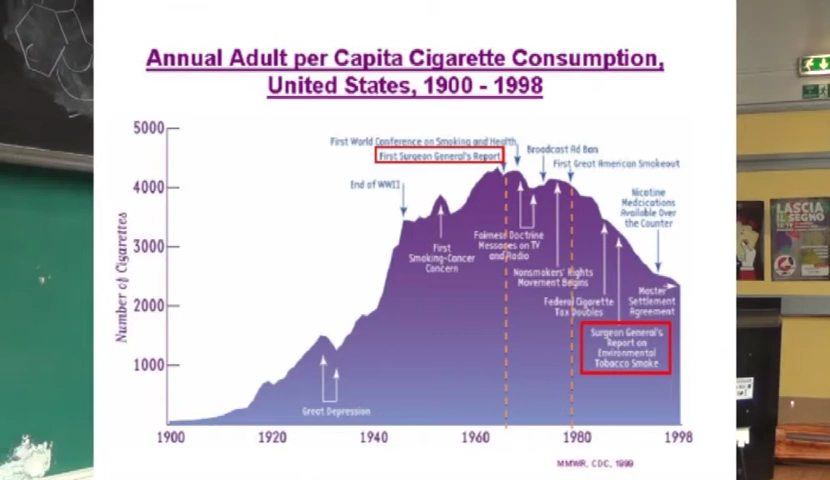 Annual Adult per Capita Cigarette Consumption,
United States, 1900 - 1998
5000
4000
3000
2000
1000
Number of Cigarettes
First World Conference on Smoking and Health
First Surgeon General's Report
Broadcast Ad Ban
First Great American Smokeout
End of WWII
Nicotine
Medcications
Available Over
the Counter
First
Smoking-Cancer
Concern
Fairness Doctrine
Messages on TV
and Radio
Nonsmokers' Rights
Movement Begins
Federal Cigarette
Tax Doubles
Master
Settlement
Agreement
Surgeon General's
Report on
Environmental
Tobacco Smoke
Great Depression
1900
1920
1940
1960
1980
1998
MMWR, CDC, 1999
LASCIA
IL SEGNO